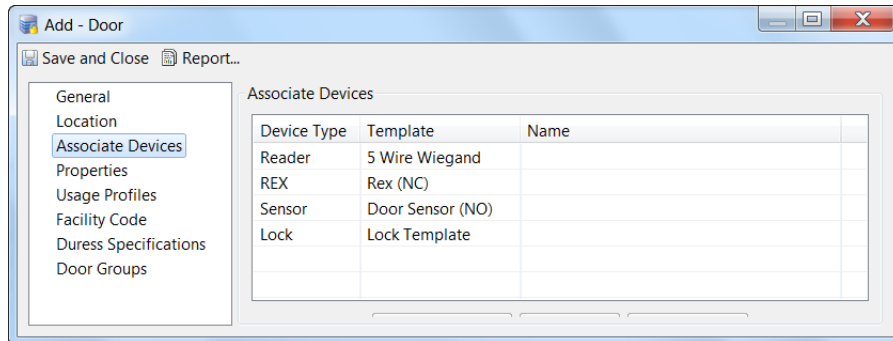 Add - Door
Save and Close Report...
General
Location
Associate Devices
Properties
Usage Profiles
Facility Code
Duress Specifications
Door Groups
Associate Devices
Device Type Template Name
Reader 5 Wire Wiegand
REX Rex (NC)
Sensor Door Sensor (NO)
Lock Lock Template